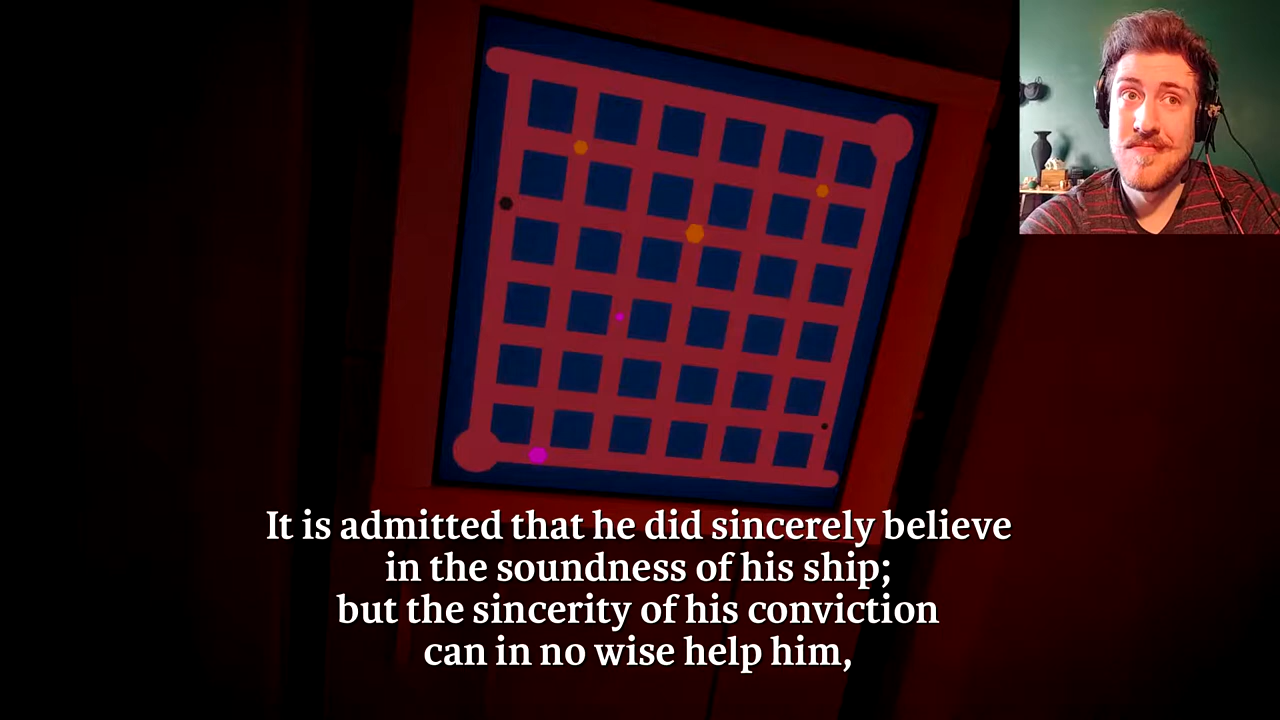 It is admitted that he did sincerely believe
in the soundness of his ship;
but the sincerity of his conviction
can in no wise help him,